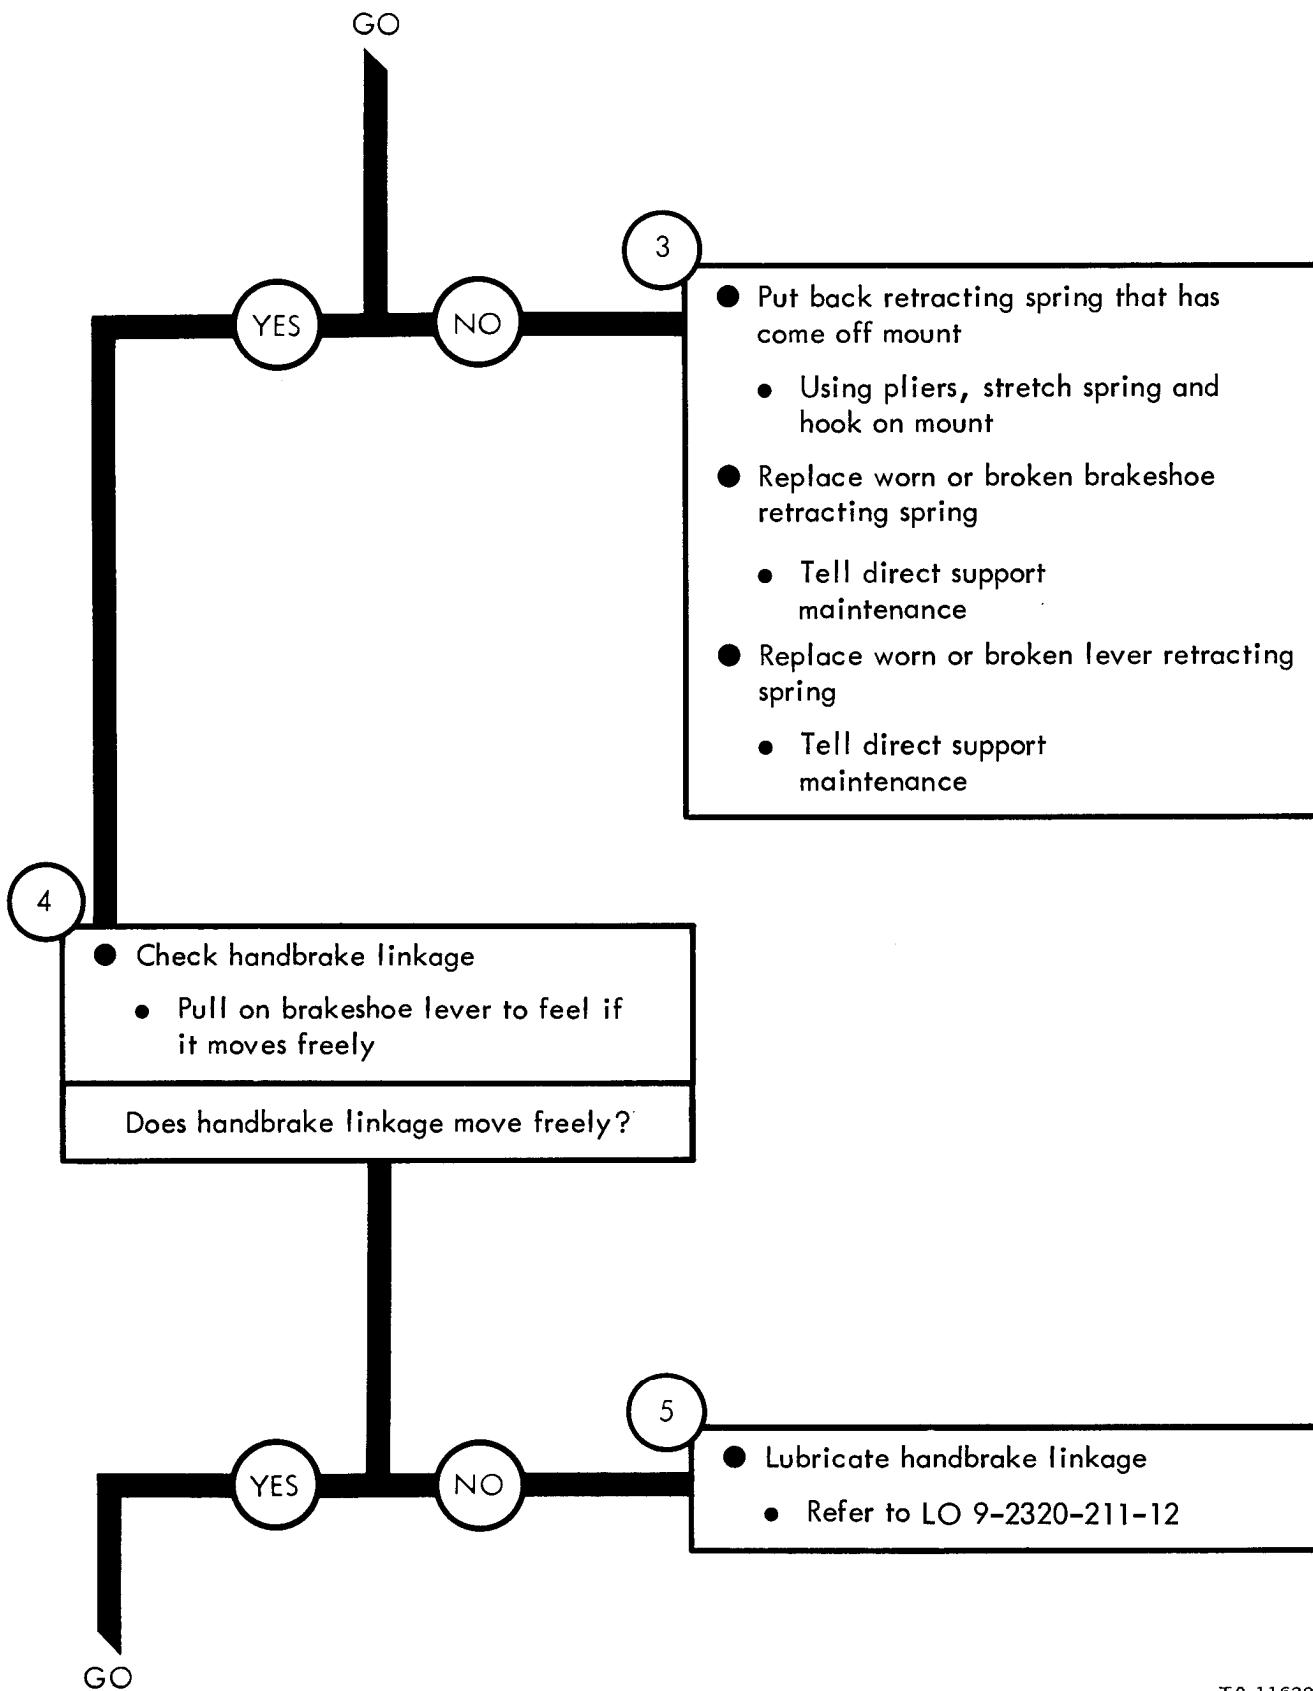 GO
YES
NO
3
● Put back retracting spring that has
come off mount
● Using pliers, stretch spring and
hook on mount
● Replace worn or broken brakeshoe
retracting spring
● Tell direct support
maintenance
● Replace worn or broken lever retracting
spring
● Tell direct support
maintenance
4
● Check handbrake linkage
● Pull on brakeshoe lever to feel if
it moves freely
Does handbrake linkage move freely?
YES
NO
5
● Lubricate handbrake linkage
● Refer to LO 9-2320-211-12
GO